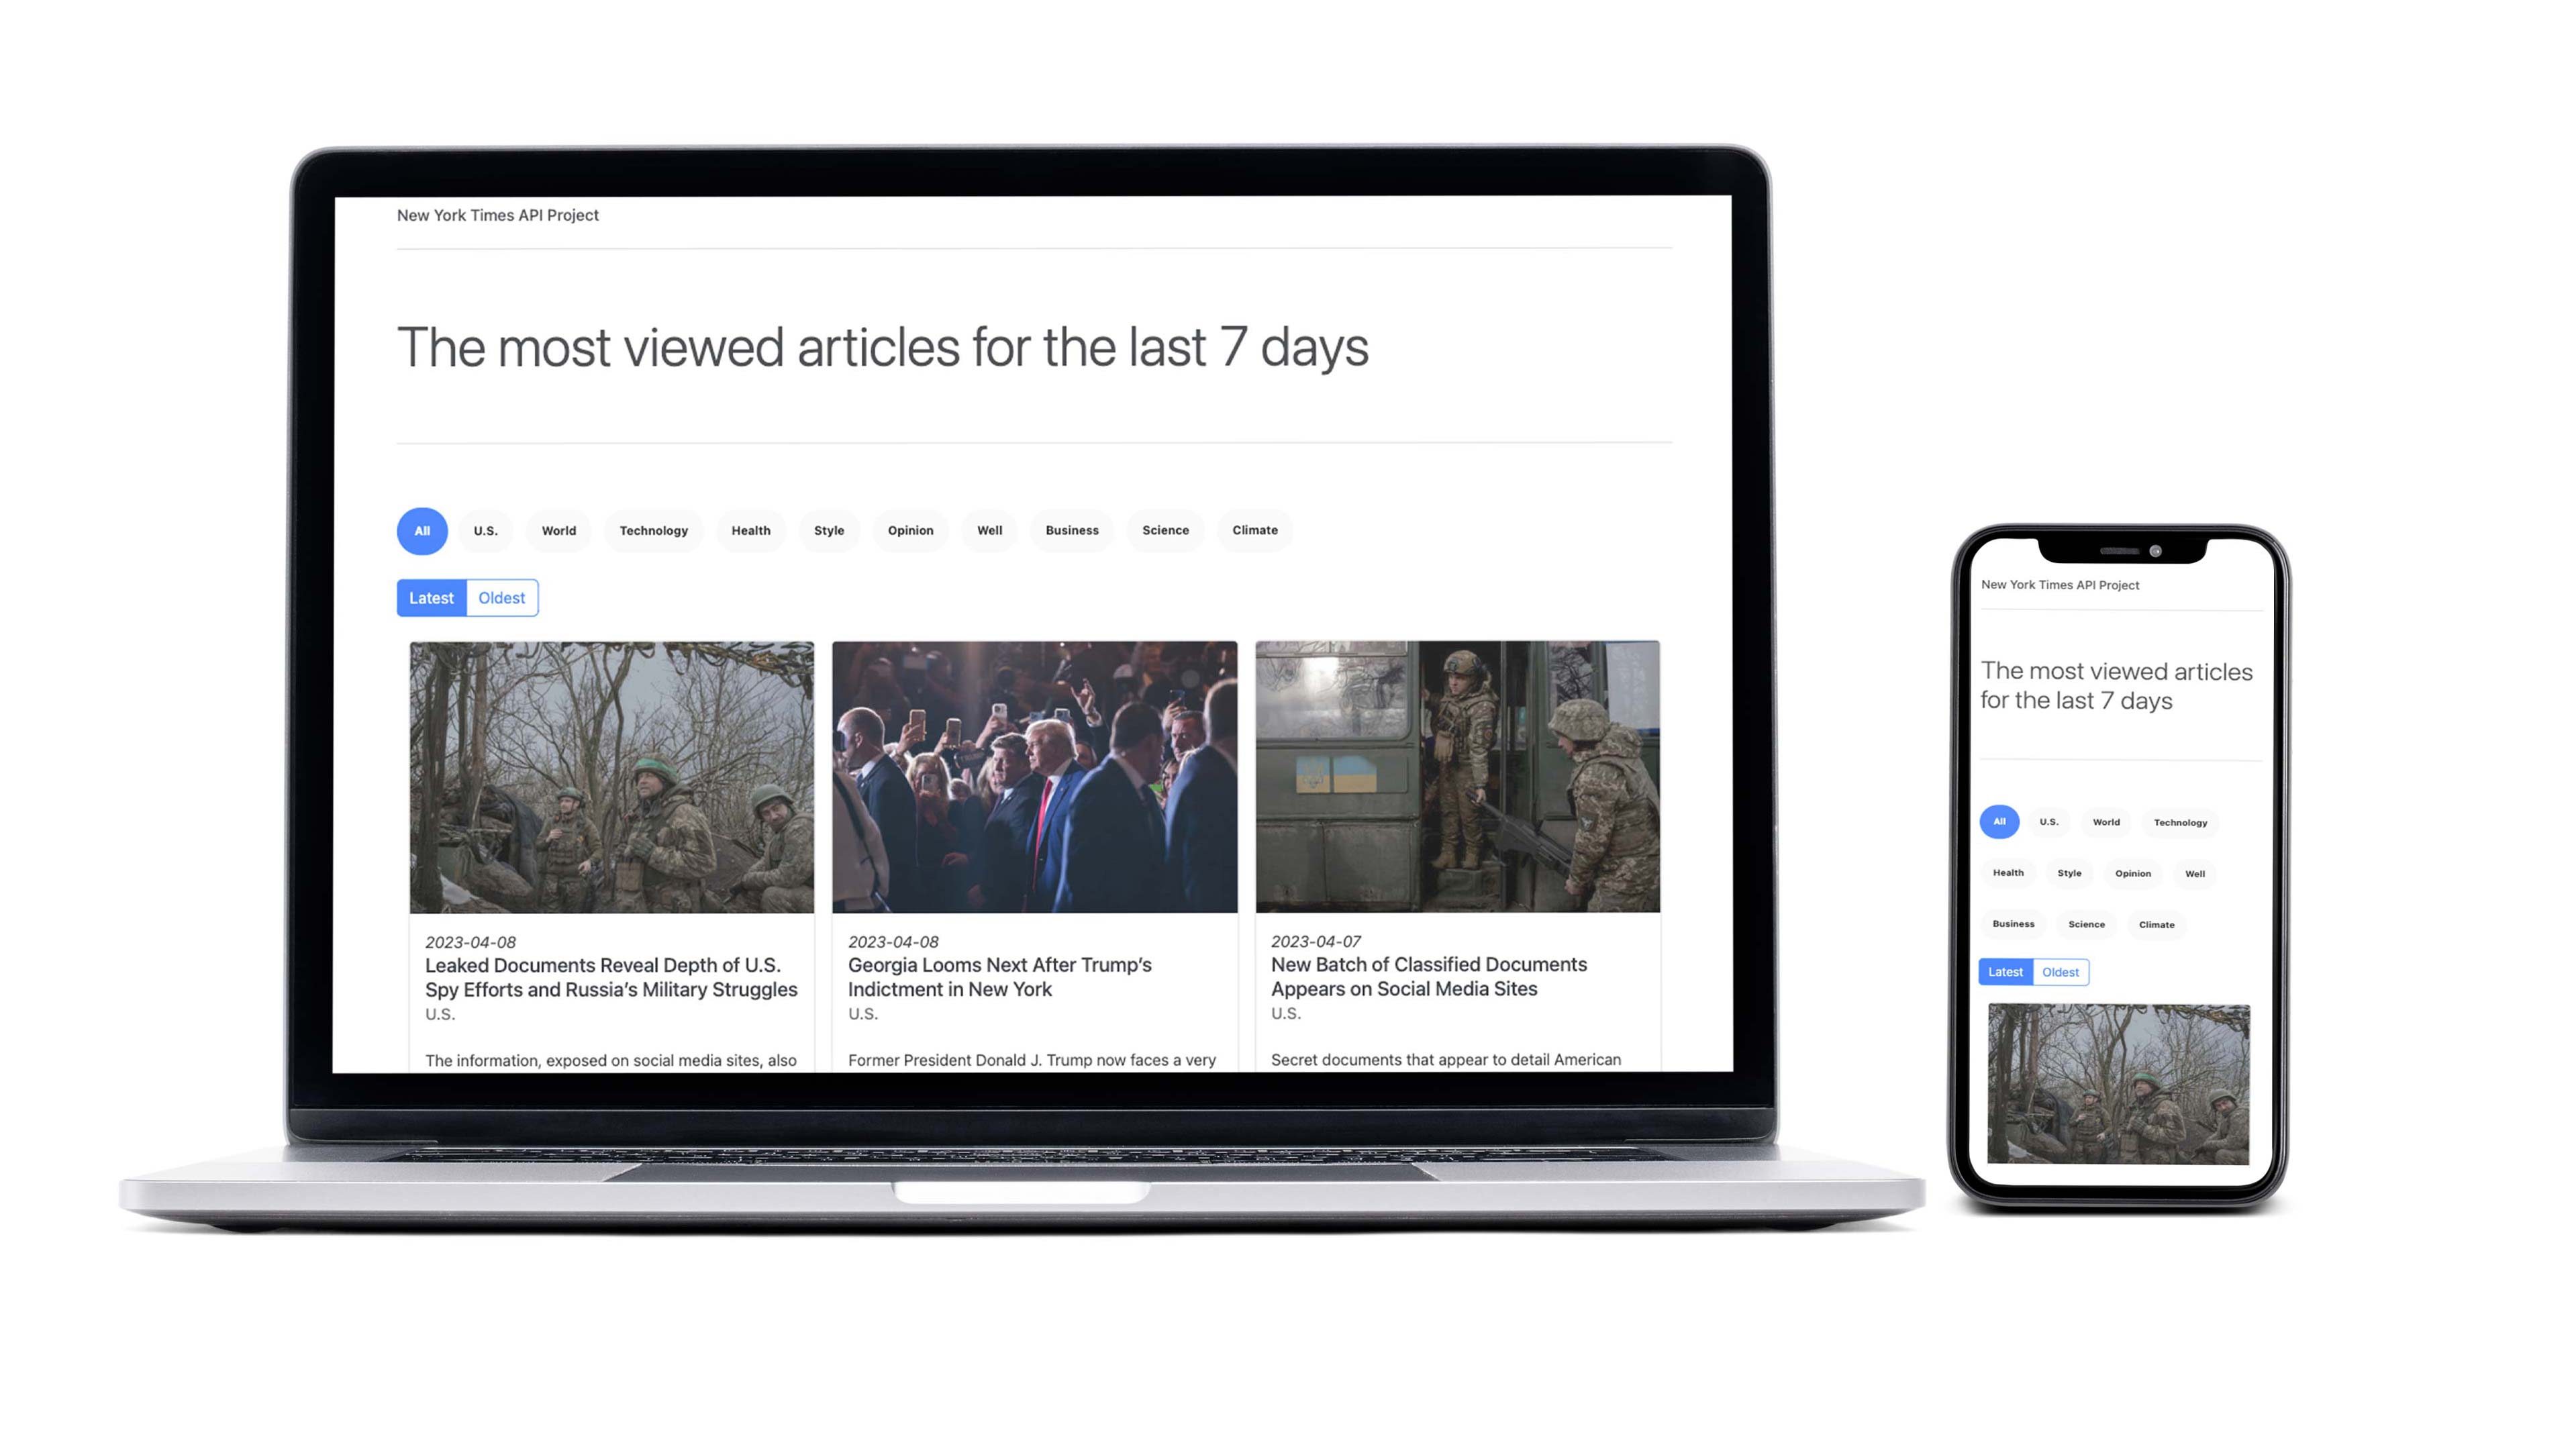 New York Times API Project
The most viewed articles for the last 7 days
All U.S. World Technology Health Style Opinion Well Business Science Climate
Latest Oldest
2023-04-08
Leaked Documents Reveal Depth of U.S.
Spy Efforts and Russia’s Military Struggles
U.S.
The information, exposed on social media sites, also
2023-04-08
Georgia Looms Next After Trump’s
Indictment in New York
U.S.
Former President Donald J. Trump now faces a very
2023-04-07
New Batch of Classified Documents
Appears on Social Media Sites
U.S.
Secret documents that appear to detail American
New York Times API Project
The most viewed articles
for the last 7 days
All U.S. World Technology
Health Style Opinion Well
Business Science Climate
Latest Oldest